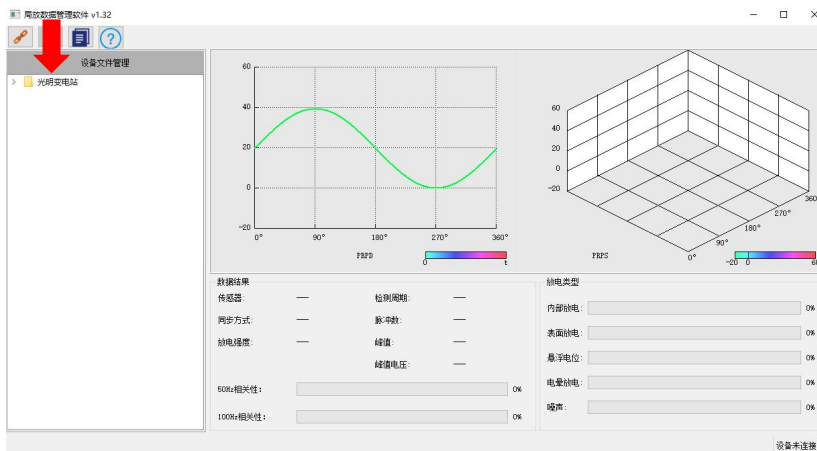 局放数据管理软件 v1.32
设备文件管理
光明变电站
60
40
20
0
-20
0°
90°
180°
270°
360°
PRPD
0
t
60
40
20
0
-20
0°
90°
180°
270°
360
PRPS
-20
0
6
数据结果
传感器: — 检测周期: —
同步方式: — 脉冲数: —
放电强度: — 峰值: —
峰值电压: —
50Hz相关性: 0%
100Hz相关性: 0%
放电类型
内部放电: 0%
表面放电: 0%
悬浮电位: 0%
电晕放电: 0%
噪声: 0%
设备未连接